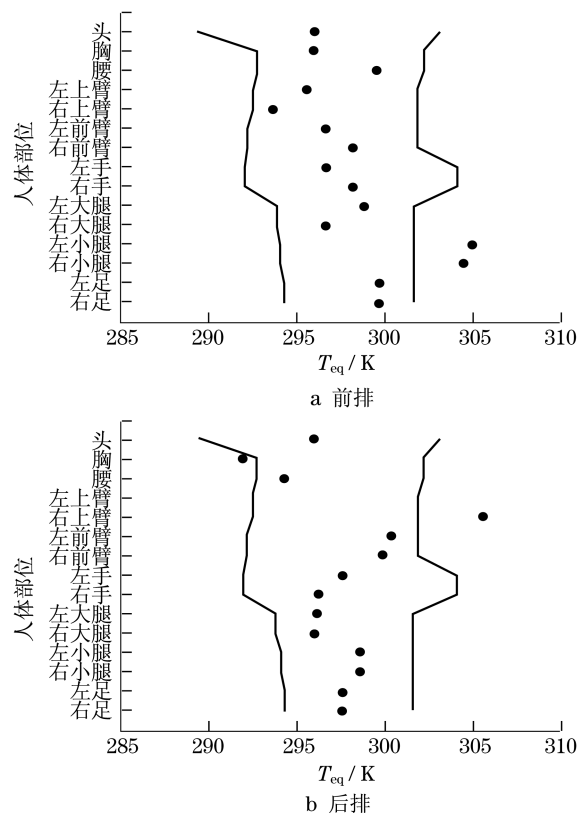 头
胸
腰
左上臂
右上臂
左前臂
右前臂
左手
右手
左大腿
右大腿
左小腿
右小腿
左足
右足
人体部位
285 290 295 300 305 310
T_eq / K
a 前排
头
胸
腰
左上臂
右上臂
左前臂
右前臂
左手
右手
左大腿
右大腿
左小腿
右小腿
左足
右足
人体部位
285 290 295 300 305 310
T_eq / K
b 后排